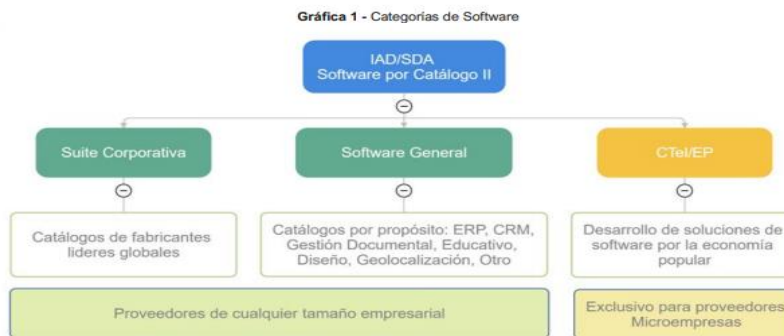 Gráfica 1 - Categorías de Software
IAD/SDA
Software por Catálogo II
Suite Corporativa
Software General
CTeI/EP
Catálogos de fabricantes
lideres globales
Catálogos por propósito: ERP, CRM,
Gestión Documental, Educativo,
Diseño, Geolocalización, Otro
Desarrollo de soluciones de
software por la economía
popular
Proveedores de cualquier tamaño empresarial
Exclusivo para proveedores
Microempresas